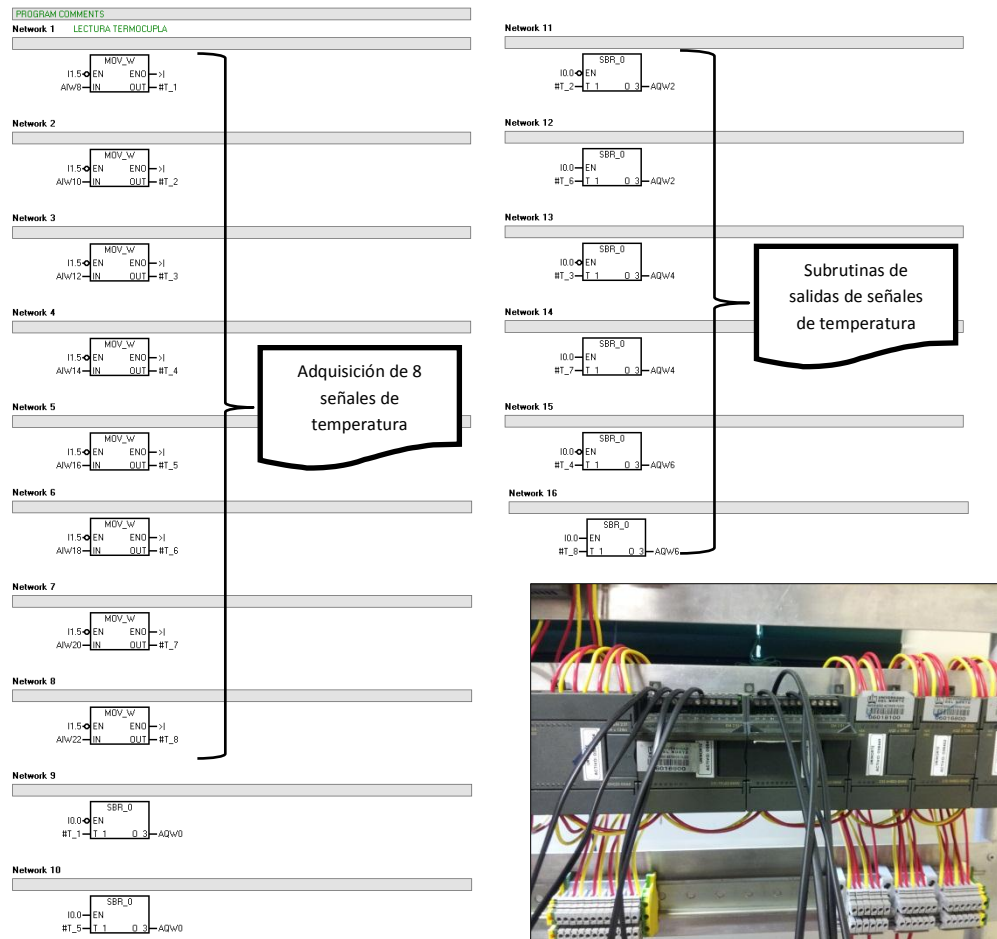 PROGRAM COMMENTS
Network 1 LECTURA TERMOCUPLA
MOV_W
I1.5 EN ENO
AIW8 IN OUT #T_1
Network 2
MOV_W
I1.5 EN ENO
AIW10 IN OUT #T_2
Network 3
MOV_W
I1.5 EN ENO
AIW12 IN OUT #T_3
Network 4
MOV_W
I1.5 EN ENO
AIW14 IN OUT #T_4
Network 5
MOV_W
I1.5 EN ENO
AIW16 IN OUT #T_5
Network 6
MOV_W
I1.5 EN ENO
AIW18 IN OUT #T_6
Network 7
MOV_W
I1.5 EN ENO
AIW20 IN OUT #T_7
Network 8
MOV_W
I1.5 EN ENO
AIW22 IN OUT #T_8
Adquisición de 8
señales de
temperatura
Network 9
SBR_0
I0.0 EN
#T_1 T_1 O_3 AQW0
Network 10
SBR_0
I0.0 EN
#T_5 T_1 O_3 AQW0
Network 11
SBR_0
I0.0 EN
#T_2 T_1 O_3 AQW2
Network 12
SBR_0
I0.0 EN
#T_6 T_1 O_3 AQW2
Network 13
SBR_0
I0.0 EN
#T_3 T_1 O_3 AQW4
Network 14
SBR_0
I0.0 EN
#T_7 T_1 O_3 AQW4
Network 15
SBR_0
I0.0 EN
#T_4 T_1 O_3 AQW6
Network 16
SBR_0
I0.0 EN
#T_8 T_1 O_3 AQW6
Subrutinas de
salidas de señales
de temperatura